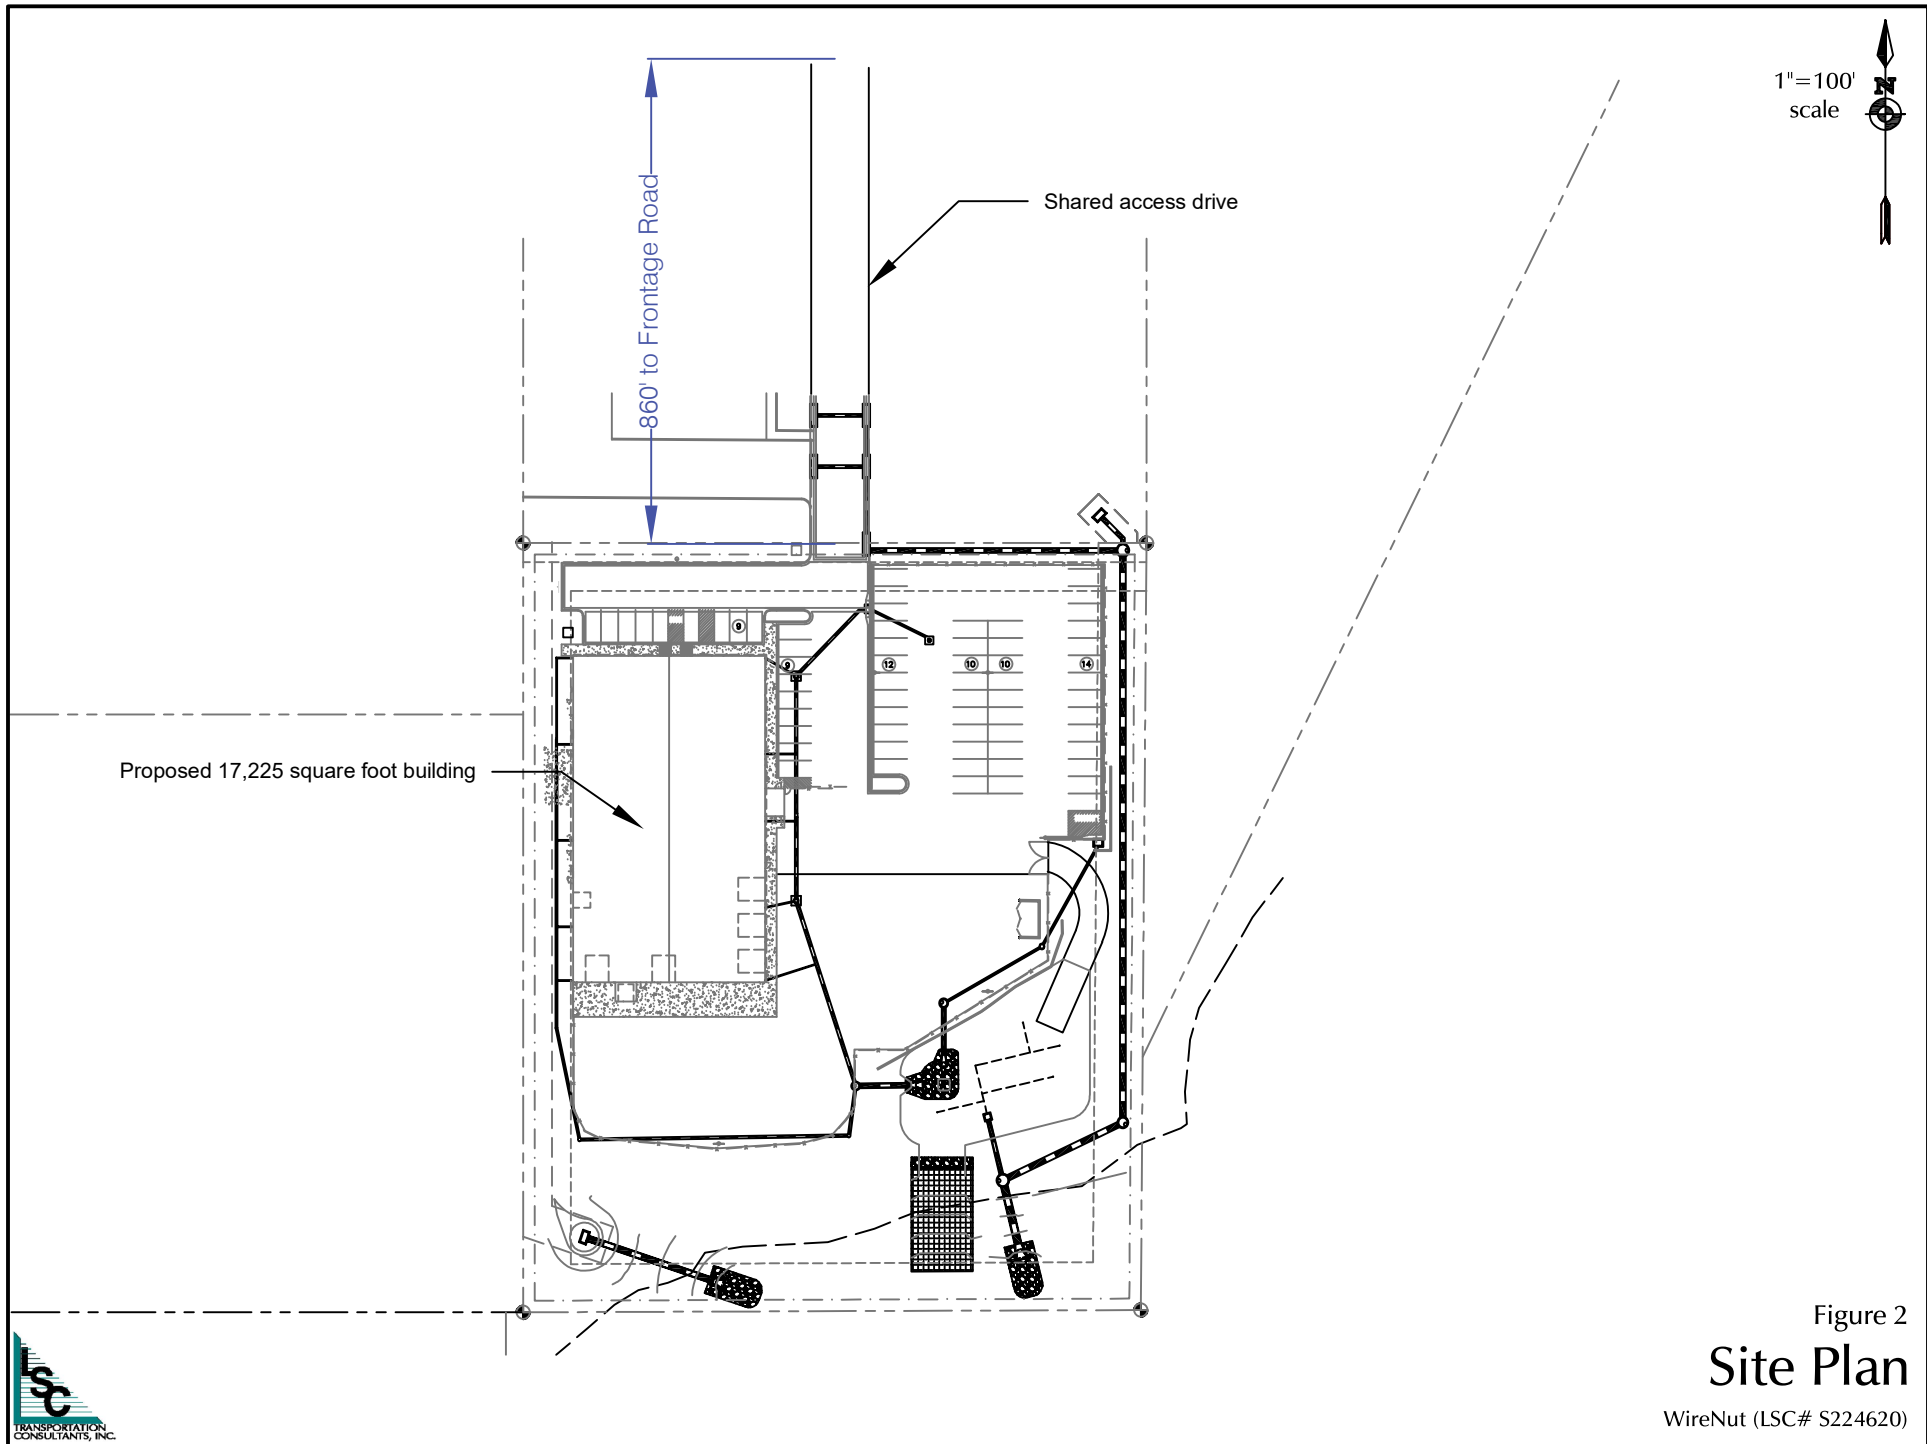 1"=100'
scale
N
Shared access drive
860' to Frontage Road
9
9
12
10
10
14
Proposed 17,225 square foot building
Figure 2
Site Plan
WireNut (LSC# S224620)
LSC
TRANSPORTATION
CONSULTANTS, INC.